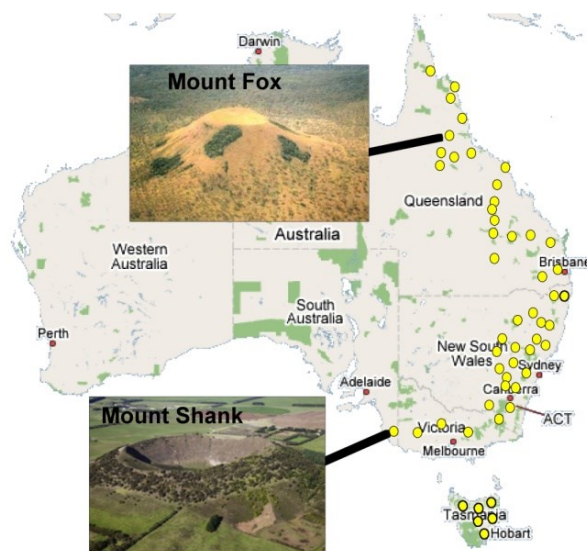 Darwin
Mount Fox
Queensland
Australia
Western
Australia
Brisbane
South
Australia
Perth
New South
Wales
Sydney
Adelaide
Canberra
Mount Shank
Victoria
ACT
Melbourne
Tasmania
Hobart